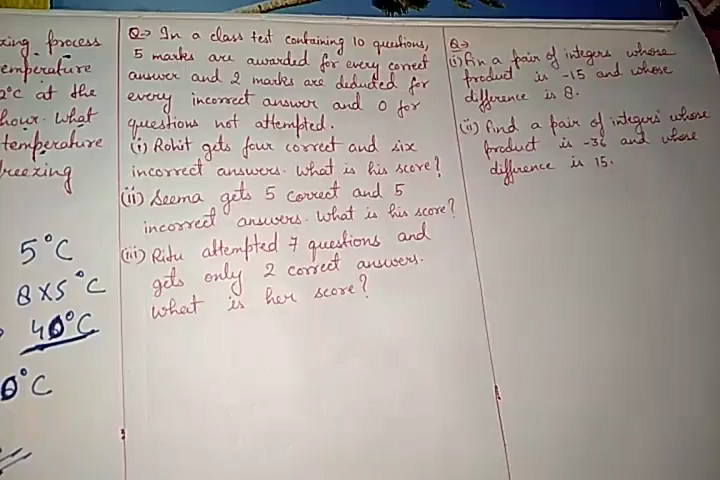 zing process
emperature
2°C at the
hour. What
temperature
reezing
5°C
8×5°C
40°C
0°C
Q→ In a class test containing 10 questions,
5 marks are awarded for every correct
answer and 2 marks are deducted for
every incorrect answer and 0 for
questions not attempted.
(i) Rohit gets four correct and six
incorrect answers. What is his score?
(ii) Seema gets 5 correct and 5
incorrect answers. What is his score?
(iii) Ritu attempted 7 questions and
gets only 2 correct answers.
What is her score?
Q→
(i) Fin a pair of integers whose
product is -15 and whose
difference is 8.
(ii) Find a pair of integers whose
product is -36 and whose
difference is 15.